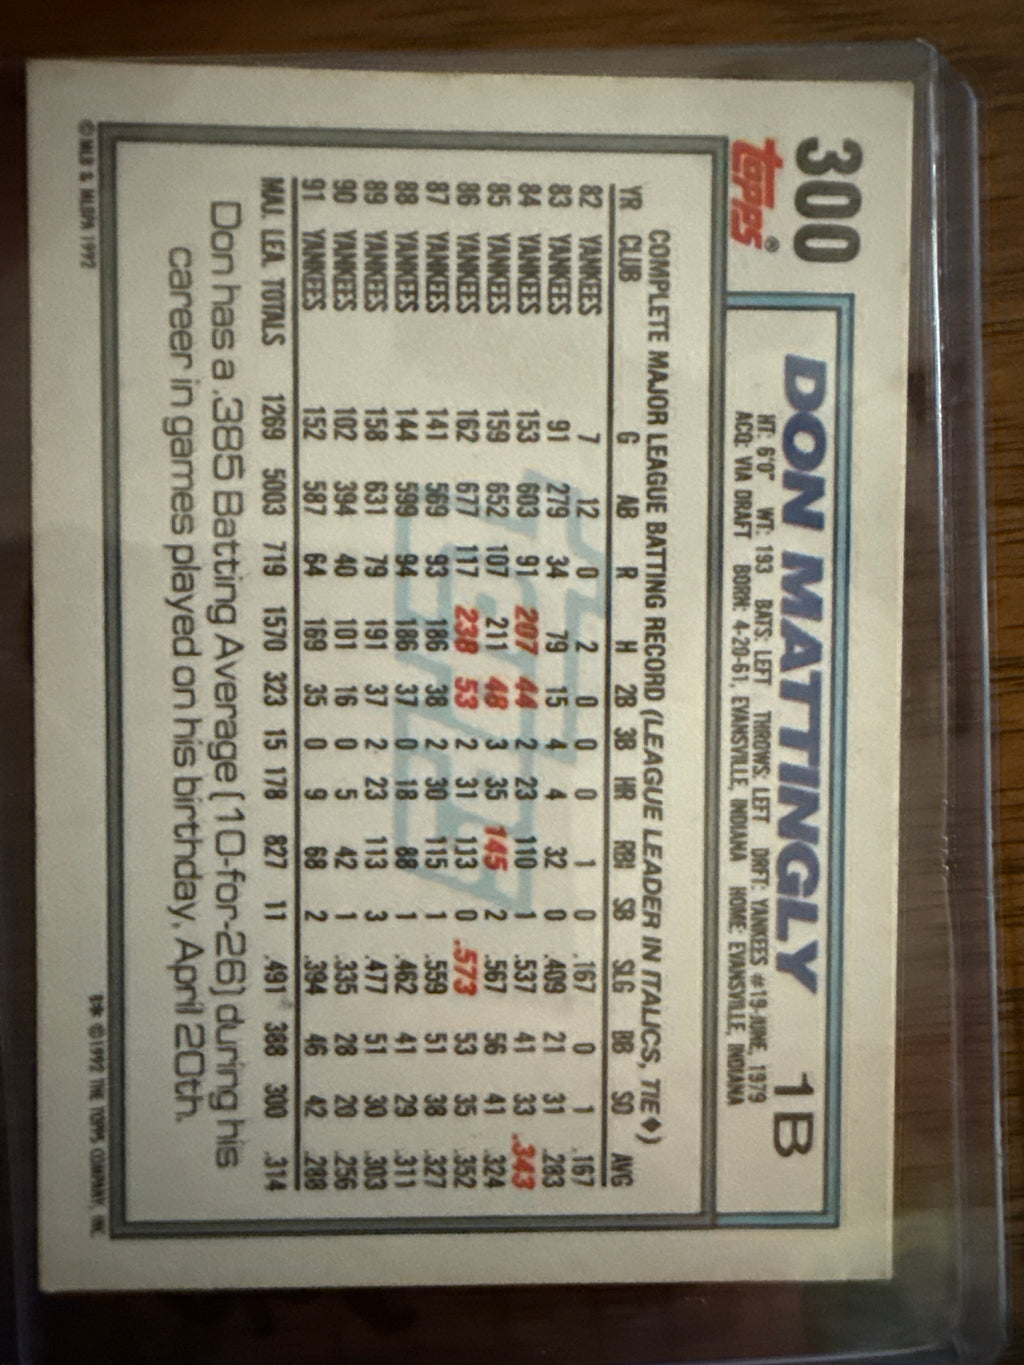 300
topps®
DON MATTINGLY 1B
HT: 6'0" WT: 193 BATS: LEFT THROWS: LEFT DRFT: YANKEES #19-JUNE, 1979
ACQ: VIA DRAFT BORN: 4-20-61, EVANSVILLE, INDIANA HOME: EVANSVILLE, INDIANA
COMPLETE MAJOR LEAGUE BATTING RECORD (LEAGUE LEADER IN ITALICS, TIE♦)
YR CLUB G AB R H 2B 3B HR RBI SB SLG BB SO AVG
82 YANKEES 7 12 0 2 0 0 0 1 0 .167 0 1 .167
83 YANKEES 91 279 34 79 15 4 4 32 0 .409 21 31 .283
84 YANKEES 153 603 91 207 44 2 23 110 1 .537 41 33 .343
85 YANKEES 159 652 107 211 48 3 35 145 2 .567 56 41 .324
86 YANKEES 162 677 117 238 53 2 31 113 0 .573 53 35 .352
87 YANKEES 141 569 93 186 38 2 30 115 1 .559 51 38 .327
88 YANKEES 144 599 94 186 37 0 18 88 1 .462 41 29 .311
89 YANKEES 158 631 79 191 37 2 23 113 3 .477 51 30 .303
90 YANKEES 102 394 40 101 16 0 5 42 1 .335 28 20 .256
91 YANKEES 152 587 64 169 35 0 9 68 2 .394 46 42 .288
MAJ. LEA. TOTALS 1269 5003 719 1570 323 15 178 827 11 .491 388 300 .314
Don has a .385 Batting Average (10-for-26) during his
career in games played on his birthday, April 20th.
© MLB & MLBPA 1992
©1992 THE TOPPS COMPANY, INC.